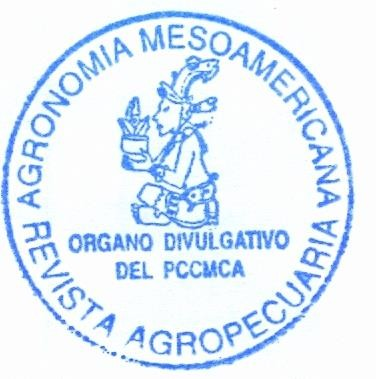 AGRONOMIA MESOAMERICANA
ORGANO DIVULGATIVO
DEL PCCMCA
REVISTA AGROPECUARIA